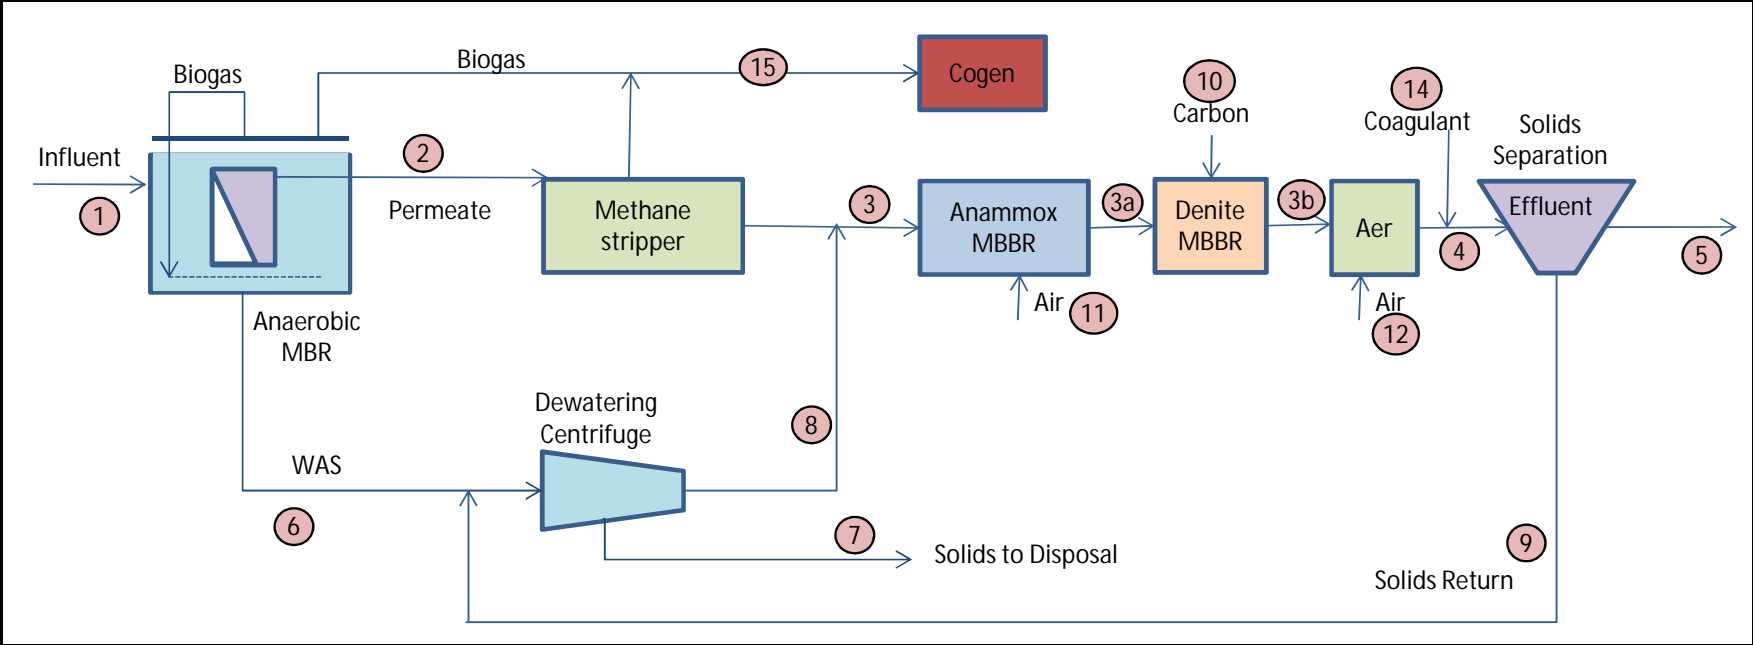 Biogas
Biogas
15
Cogen
10
Carbon
14
Coagulant
Solids
Separation
Influent
1
2
Permeate
Methane
stripper
3
Anammox
MBBR
3a
Denite
MBBR
3b
Aer
4
Effluent
5
Air
11
Air
12
Anaerobic
MBR
Dewatering
Centrifuge
8
WAS
6
7
Solids to Disposal
9
Solids Return